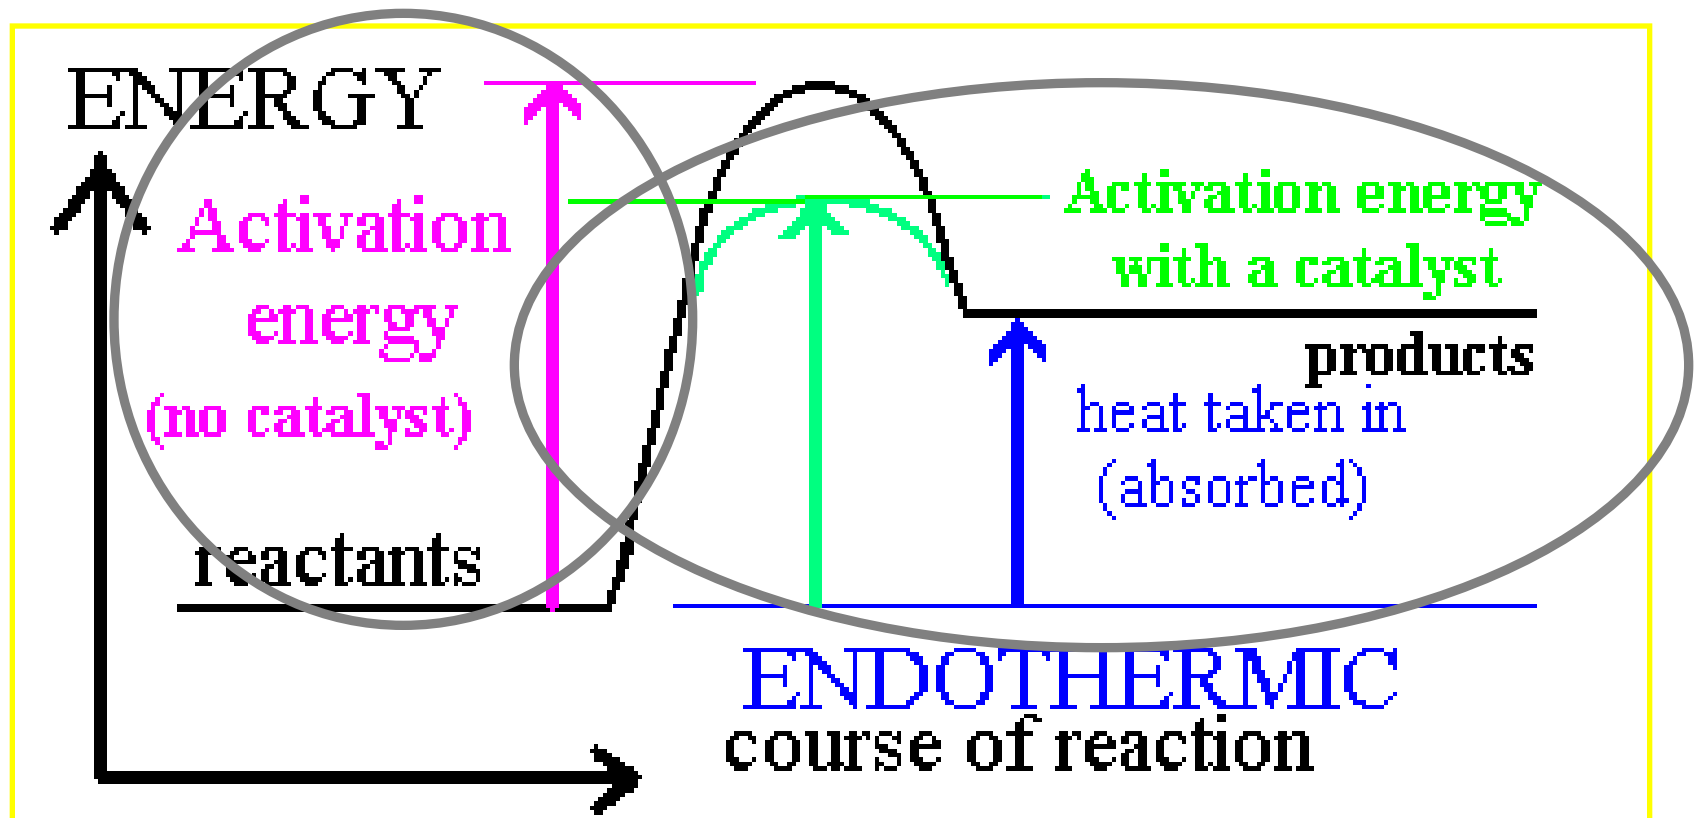 ENERGY
Activation
energy
(no catalyst)
reactants
Activation energy
with a catalyst
products
heat taken in
(absorbed)
ENDOTHERMIC
course of reaction